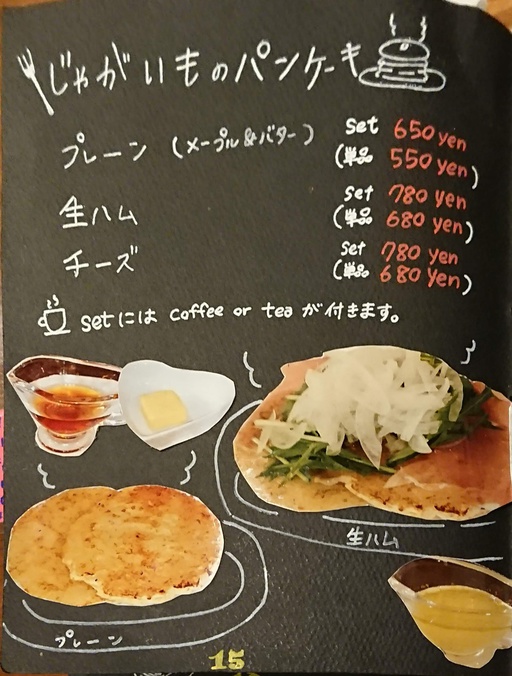 じゃがいものパンケーキ
プレーン (メープル&バター) set 650 yen
(単品 550 yen)
生ハム set 780 yen
(単品 680 yen)
チーズ set 780 yen
(単品 680 yen)
setには coffee or tea が付きます。
生ハム
プレーン
15